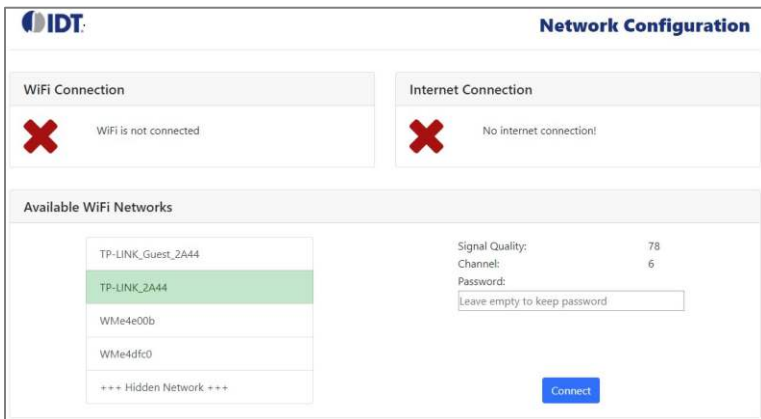 IDT.
Network Configuration
WiFi Connection
WiFi is not connected
Internet Connection
No internet connection!
Available WiFi Networks
TP-LINK_Guest_2A44
TP-LINK_2A44
WMe4e00b
WMe4dfc0
+++ Hidden Network +++
Signal Quality: 78
Channel: 6
Password:
Leave empty to keep password
Connect